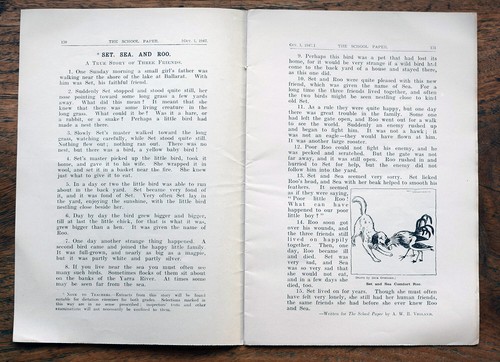 236
THE SCHOOL PAPER.
[Oct. 1, 1907.
*SET, SEA, AND ROO.
A TRUE STORY OF THREE FRIENDS.
1. One Sunday morning a small girl's father was
walking near the shore of the lake at Ballarat. With
him was Set, his faithful friend.
2. Suddenly Set stopped and stood quite still, her
nose pointing toward some long grass a few yards
away. What did this mean? It meant that she
knew that there was some living creature in the
long grass. What could it be? Was it a hare, or
a rabbit, or a snake? Perhaps a little bird had
made a nest there.
3. Slowly Set's master walked toward the long
grass, watching carefully, while Set stood quite still.
Nothing flew out; nothing ran out. There was no
nest, but there was a bird, a yellow baby bird!
4. Set's master picked up the little bird, took it
home, and gave it to his wife. She wrapped it in
wool, and set it in a basket near the fire. She knew
just what to give it to eat.
5. In a day or two the little bird was able to run
about in the back yard. Set became very fond of
it, and it was fond of Set. Very often Set lay in
the yard, enjoying the sunshine, with the little bird
nestling close beside her.
6. Day by day the bird grew bigger and bigger,
till at last the little chick, for that is what it was,
grew bigger than a hen. It was given the name of
Roo.
7. One day another strange thing happened. A
second bird came and joined the happy little family.
It was full-grown, and nearly as big as a magpie,
but it was partly white and partly silver.
8. If you live near the sea you must often see
many such birds. Sometimes flocks of them sit about
on the banks of the Yarra River. At times some
may be seen far from the sea.
* NOTE TO TEACHERS.—Extracts from this story will be found
suitable for dictation
9. Perhaps this bird was a pet that had lost its
home, for it would be very strange if a wild bird had
come to the back yard of a house and stayed there,
as this one did.
10. Set and Roo were quite pleased with this new
friend, which was given the name of Sea. For a
long time the three friends lived together, and often
the two birds might be seen nestling close to kind
old Set.
11. As a rule they were quite happy, but one day
there was great trouble in the family. Some one
had left the gate open, and Roo went out for a walk
to see the world. Suddenly an enemy rushed up
and began to fight him. It was not a hawk; it
was not an eagle—they would have flown at him.
It was another large rooster.
12. Poor Roo could not fight his enemy, and he
was pecked and scratched. But the gate was not
far away, and it was still open. Roo rushed in and
hurried to Set for help, but the enemy did not
follow him into the yard.
13. Set and Sea seemed very sorry. Set licked
Roo's head, and Sea with her beak helped to smooth his
feathers. It seemed
as if they were saying,
"Poor little Roo!
What can have
happened to our poor
little boy?"
14. Roo soon got
over his wounds, and
the three friends still
lived on happily
together. Then, one
day, Roo became ill
and died. Set was
very sad, and Sea
was so very sad that
she would not eat,
and in a few days she
died, too.
Set and Sea Comfort Roo.
15. Set lived on for years. Though she must often
have felt very lonely, she still had her human friends,
the same friends she had before she ever knew Roo
and Sea.
—Written for The School Paper by A. M. R. VIOLAND.